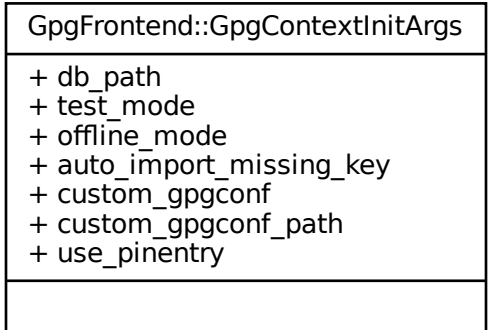 GpgFrontend::GpgContextInitArgs
+ db_path
+ test_mode
+ offline_mode
+ auto_import_missing_key
+ custom_gpgconf
+ custom_gpgconf_path
+ use_pinentry